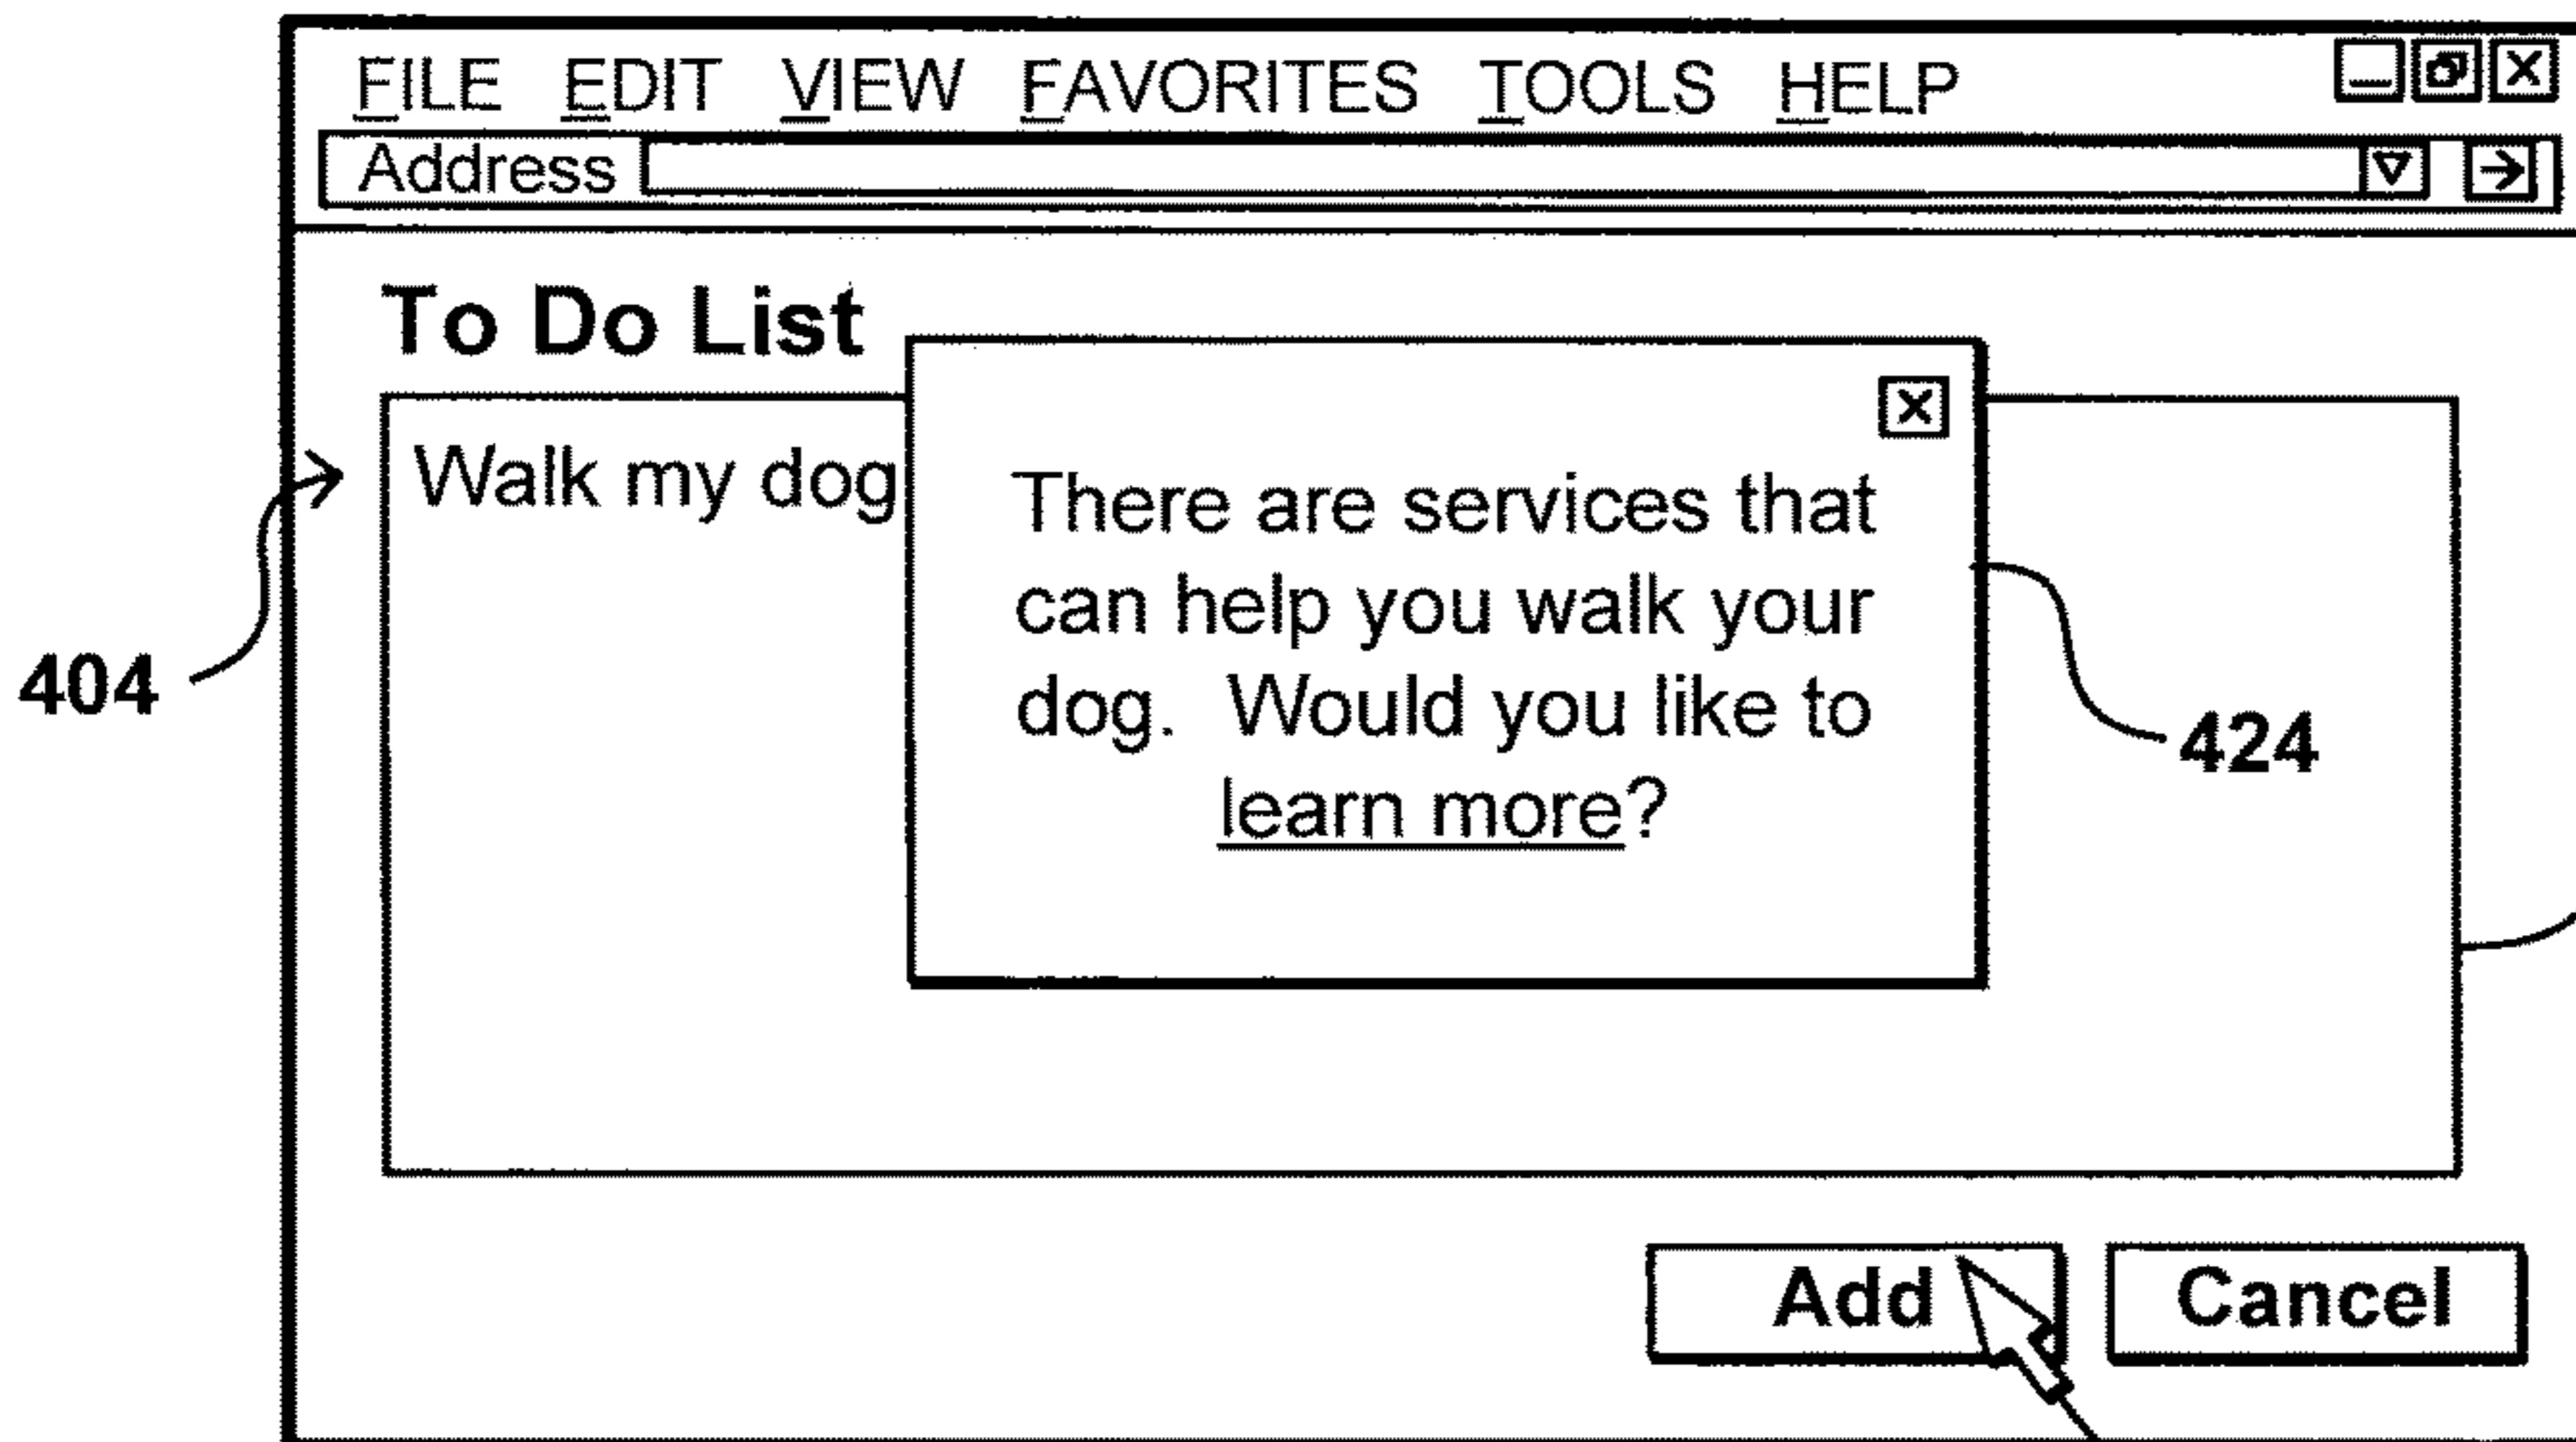 FILE EDIT VIEW FAVORITES TOOLS HELP
Address
To Do List
Walk my dog
There are services that
can help you walk your
dog. Would you like to
learn more?
404
424
Add Cancel